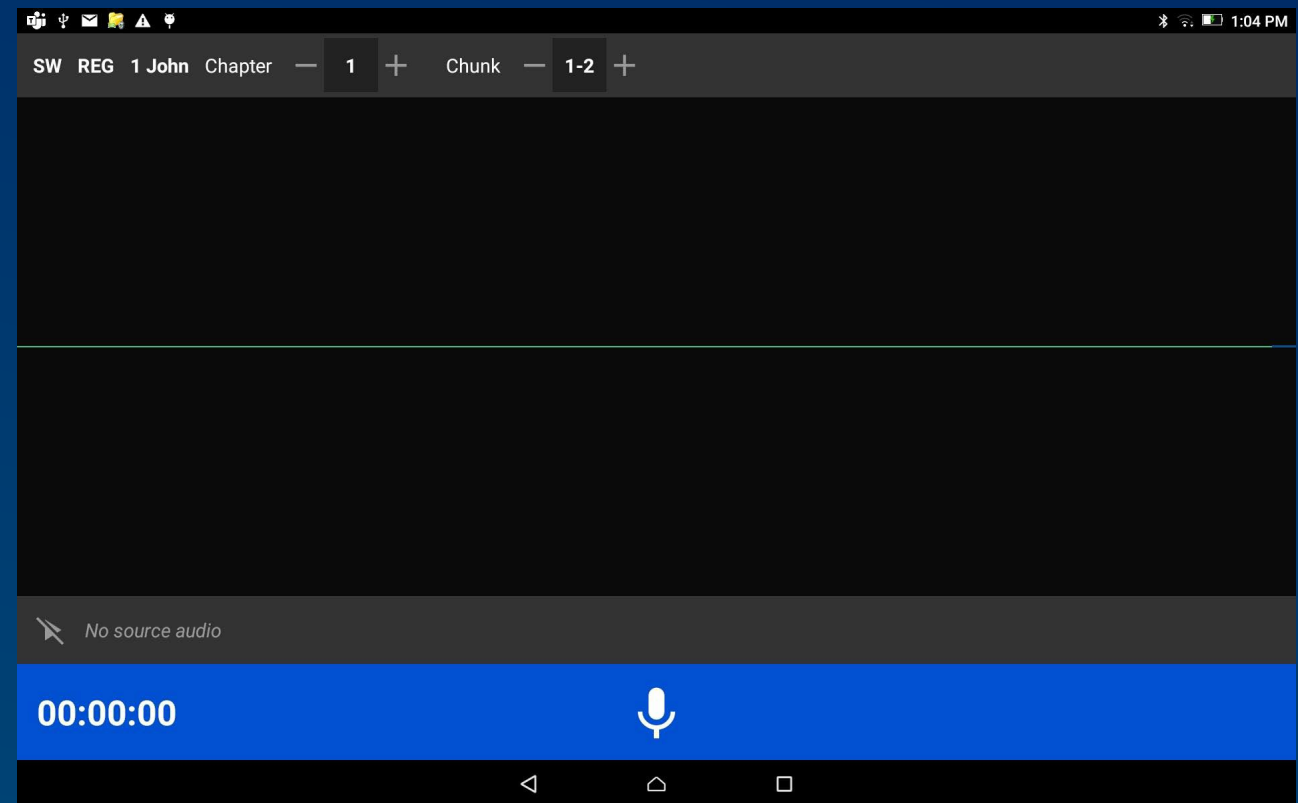 1:04 PM
SW REG 1 John Chapter — 1 + Chunk — 1-2 +
No source audio
00:00:00